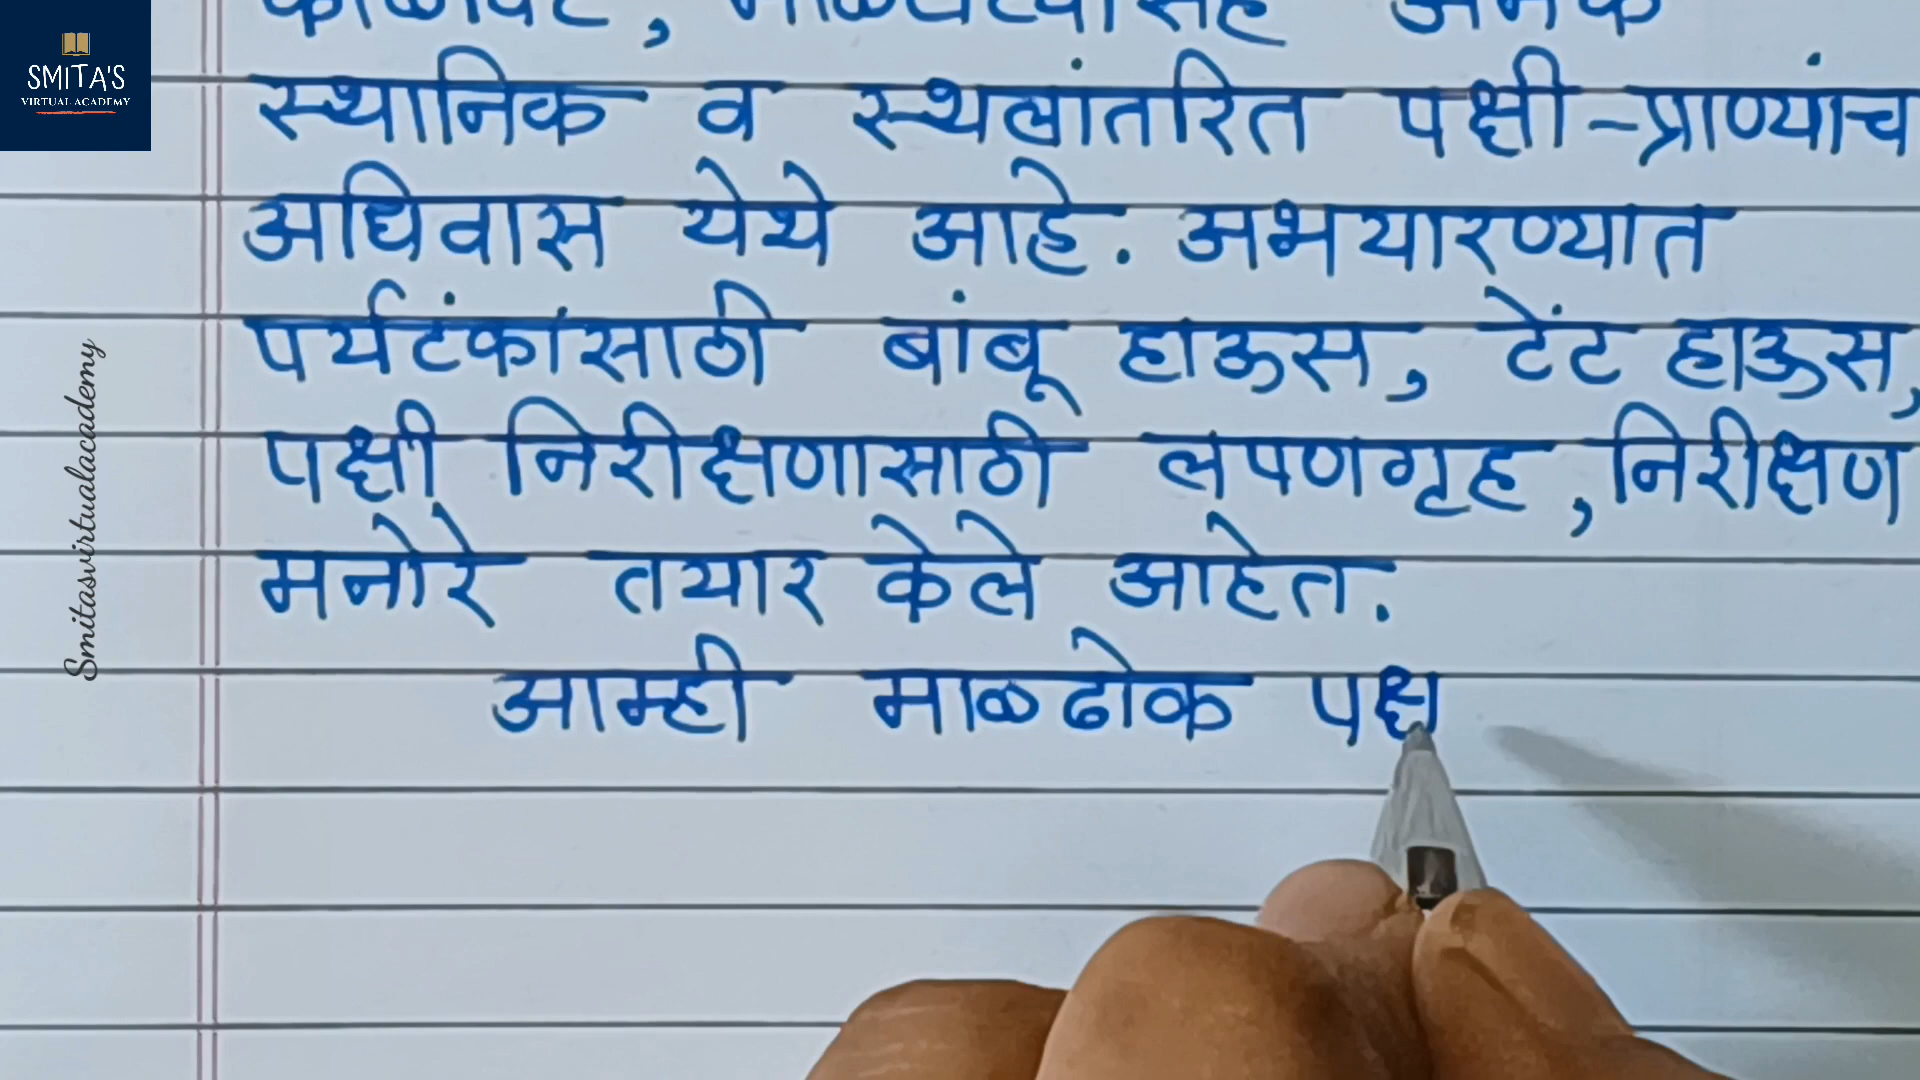 SMITA'S
VIRTUAL ACADEMY
स्थानिक व स्थलांतरित पक्षी-प्राण्यांच
अधिवास येथे आहे. अभयारण्यात
पर्यटंकांसाठी बांबू हाऊस, टेंट हाऊस,
पक्षी निरीक्षणासाठी लपणगृह, निरीक्षण
मनोरे तयार केले आहेत.
आम्ही माळढोक पक्ष
Smitasvirtualacademy